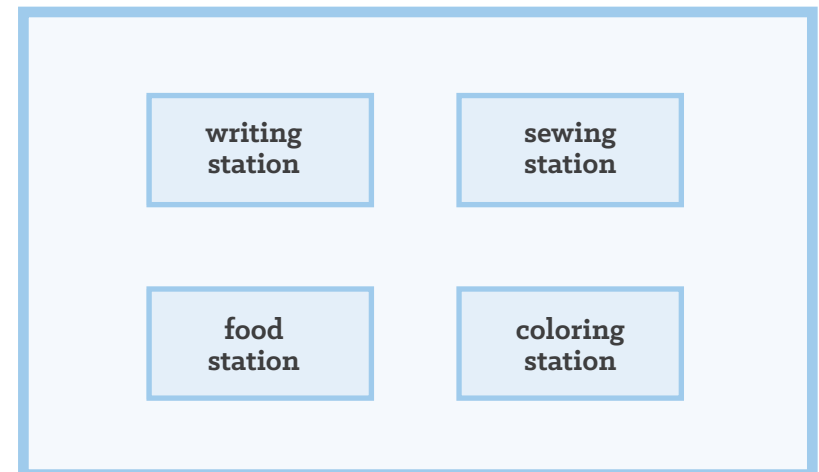 writing
station
sewing
station
food
station
coloring
station